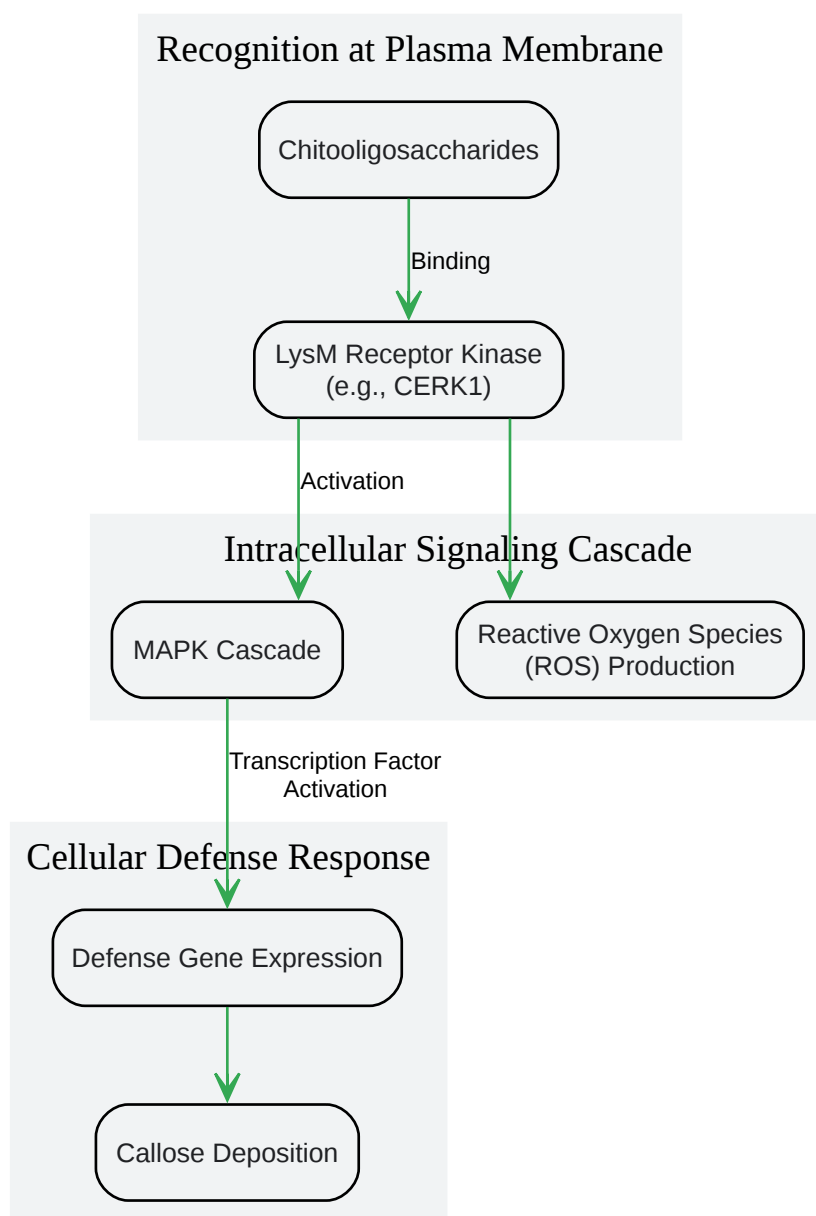 Recognition at Plasma Membrane
Chitooligosaccharides
Binding
LysM Receptor Kinase
(e.g., CERK1)
Activation
Intracellular Signaling Cascade
MAPK Cascade
Reactive Oxygen Species
(ROS) Production
Transcription Factor
Activation
Cellular Defense Response
Defense Gene Expression
Callose Deposition